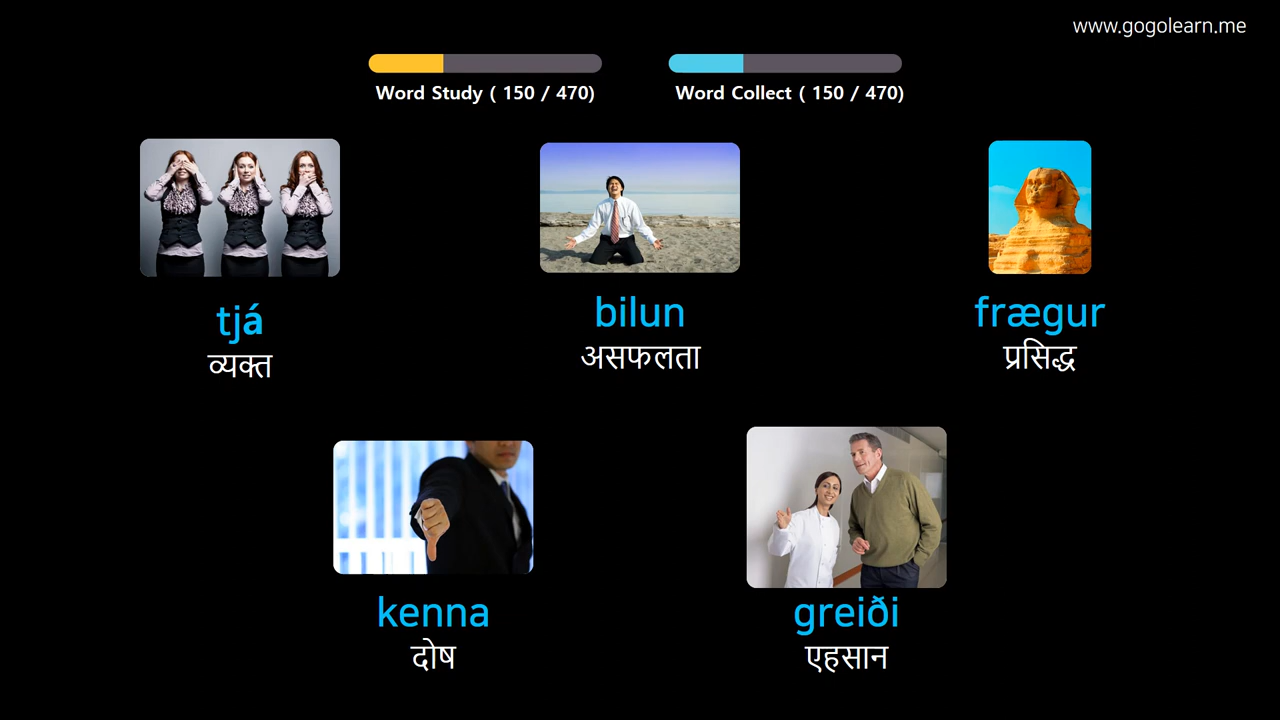 www.gogolearn.me
Word Study ( 150 / 470)
Word Collect ( 150 / 470)
tjá
व्यक्त
bilun
असफलता
frægur
प्रसिद्ध
kenna
दोष
greiði
एहसान